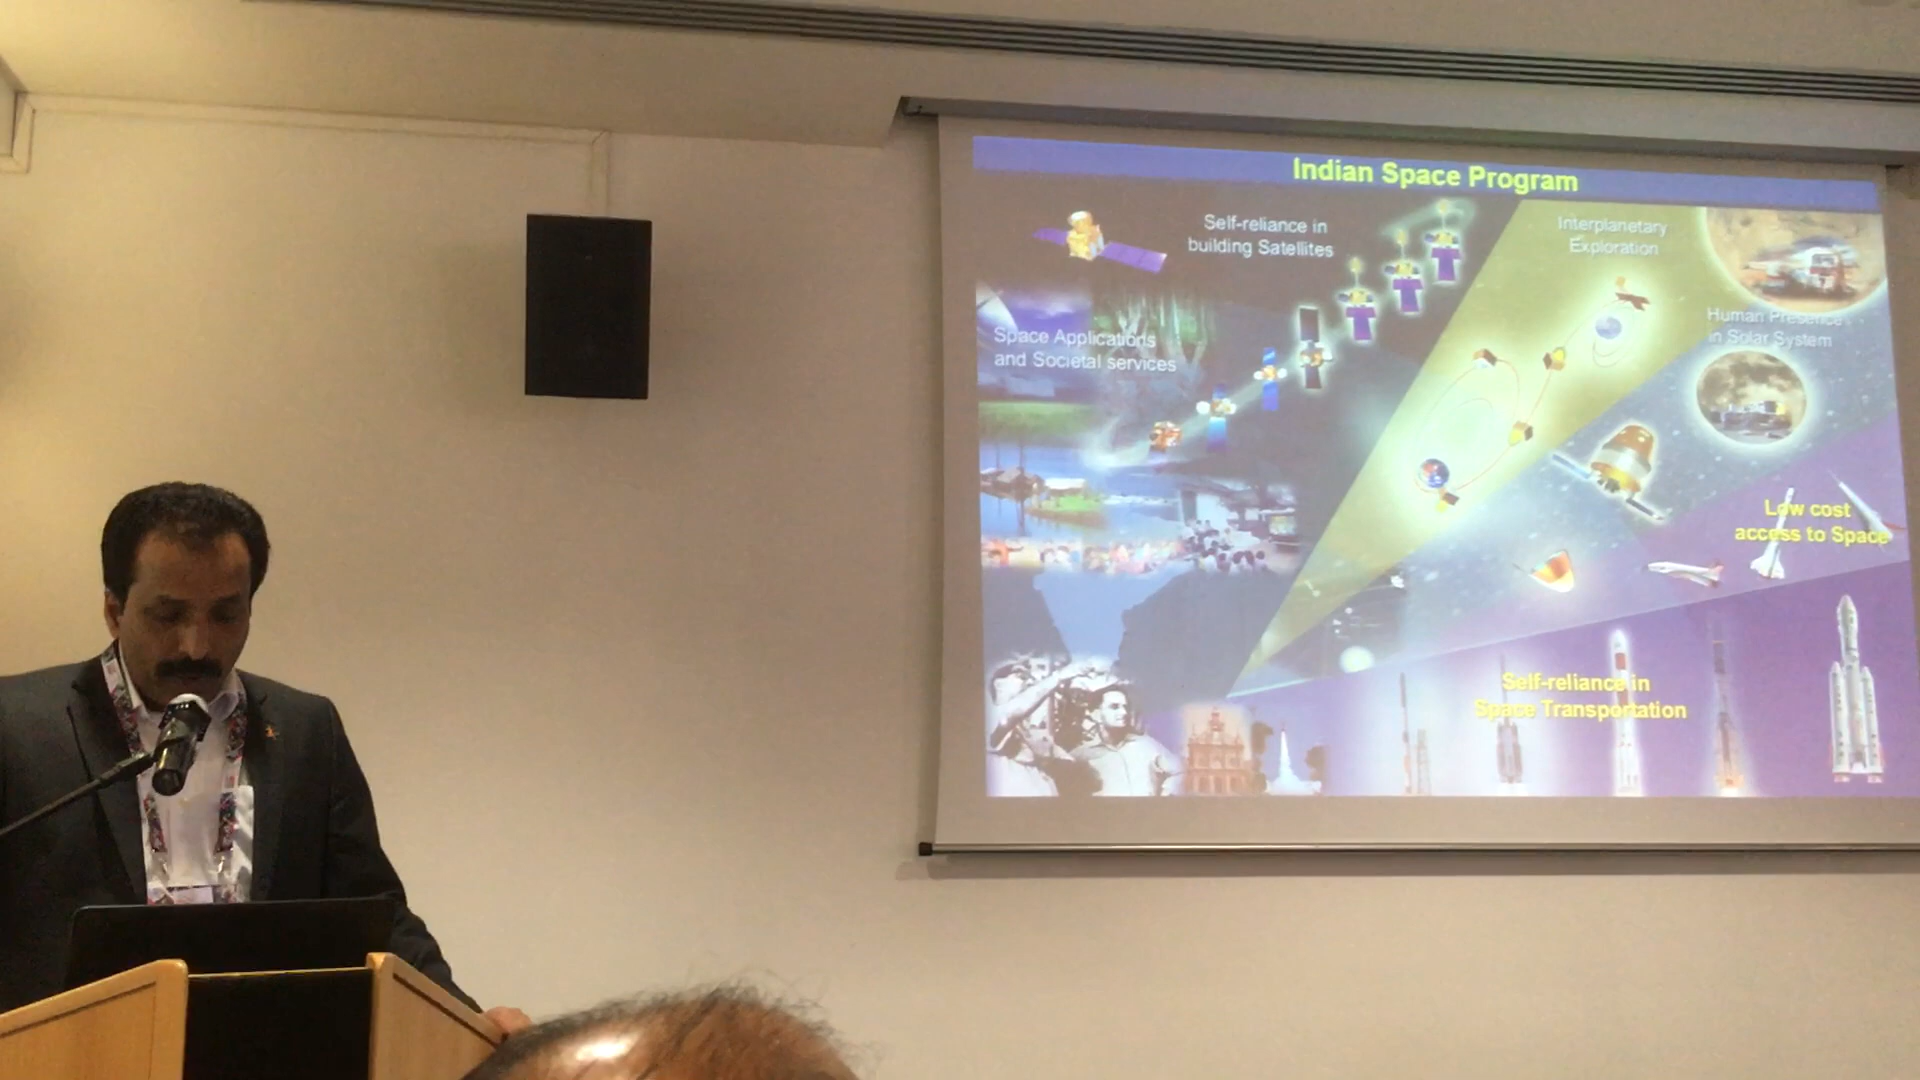 Indian Space Program
Self-reliance in
building Satellites
Interplanetary
Exploration
Space Applications
and Societal services
Human Presence
in Solar System
Low cost
access to Space
Self-reliance in
Space Transportation